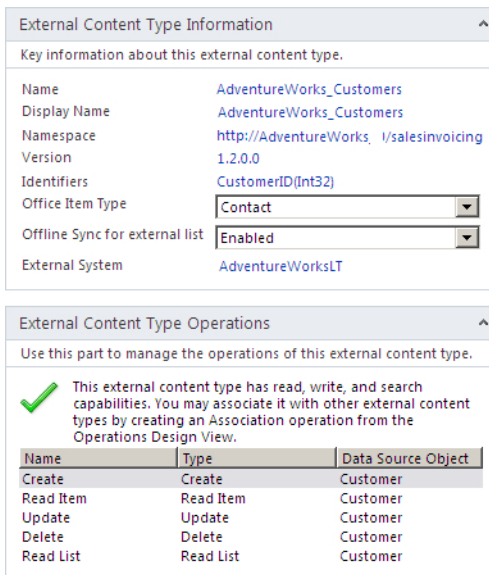 External Content Type Information
Key information about this external content type.
Name AdventureWorks_Customers
Display Name AdventureWorks_Customers
Namespace http://AdventureWorks_ /salesinvoicing
Version 1.2.0.0
Identifiers CustomerID(Int32)
Office Item Type Contact
Offline Sync for external list Enabled
External System AdventureWorksLT
External Content Type Operations
Use this part to manage the operations of this external content type.
This external content type has read, write, and search
capabilities. You may associate it with other external content
types by creating an Association operation from the
Operations Design View.
Name Type Data Source Object
Create Create Customer
Read Item Read Item Customer
Update Update Customer
Delete Delete Customer
Read List Read List Customer